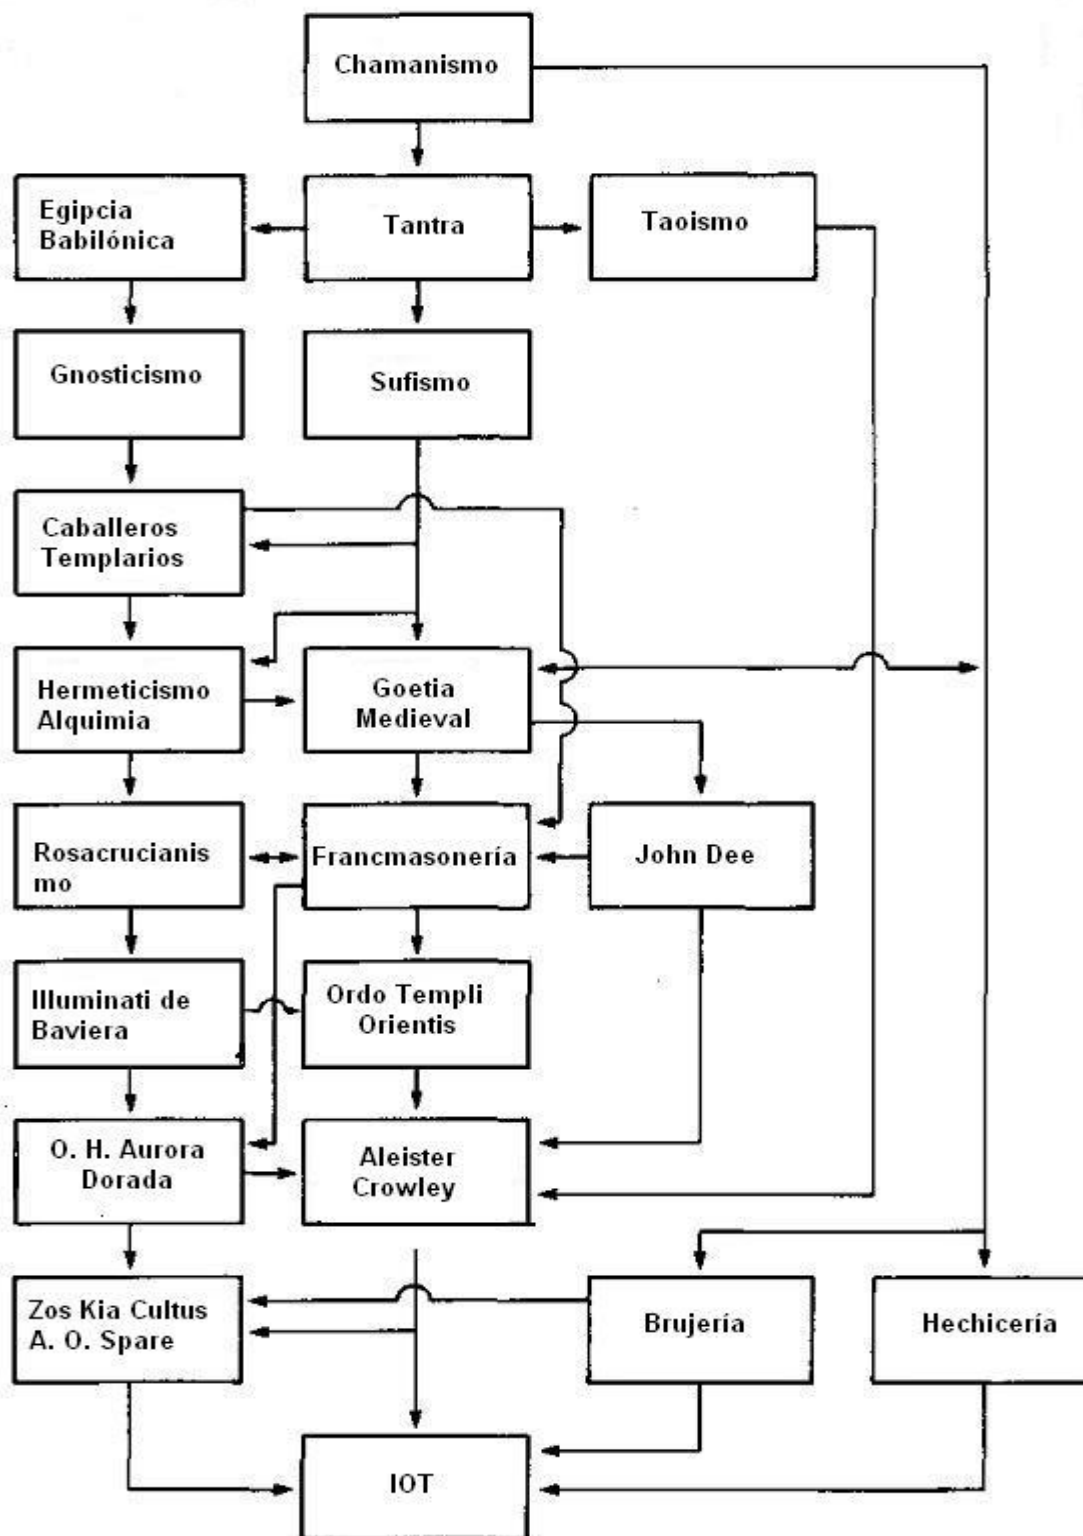 Chamanismo
Egipcia
Babilónica
Tantra
Taoismo
Gnosticismo
Sufismo
Caballeros
Templarios
Hermeticismo
Alquimia
Goetia
Medieval
Rosacrucianis
mo
Francmasonería
John Dee
Illuminati de
Baviera
Ordo Templi
Orientis
O. H. Aurora
Dorada
Aleister
Crowley
Zos Kia Cultus
A. O. Spare
Brujería
Hechicería
IOT